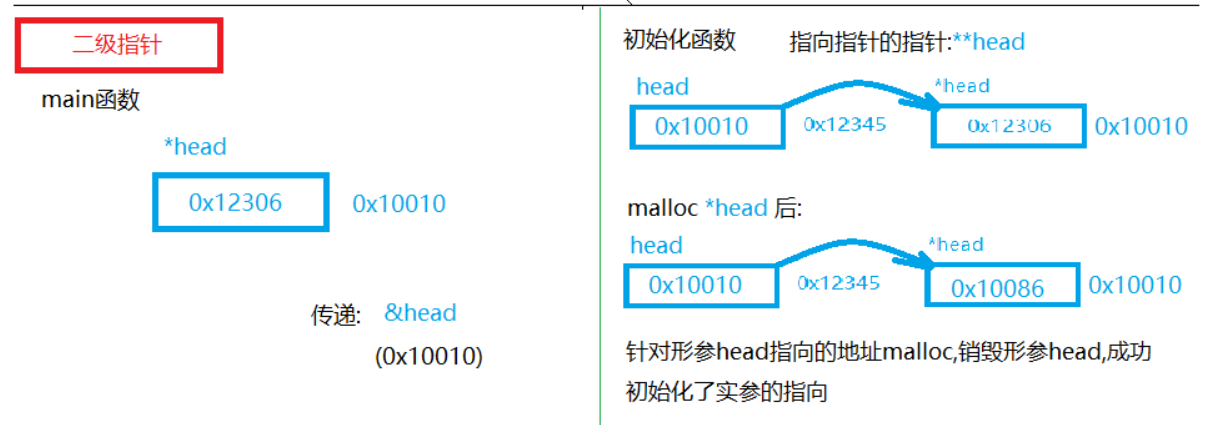 二级指针
main函数
*head
0x12306 0x10010
传递: &head
(0x10010)
初始化函数 指向指针的指针:**head
head *head
0x10010 0x12345 0x12306 0x10010
malloc *head 后:
head *head
0x10010 0x12345 0x10086 0x10010
针对形参head指向的地址malloc,销毁形参head,成功
初始化了实参的指向